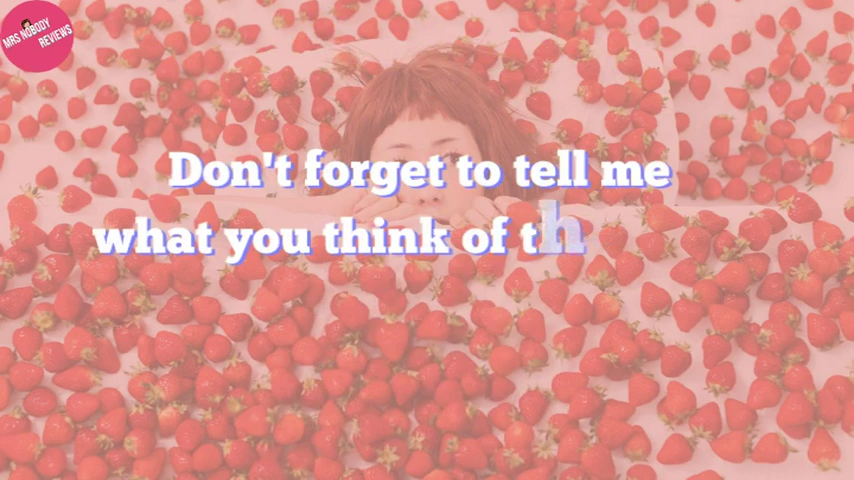 MRS NOBODY
REVIEWS
Don't forget to tell me
what you think of th